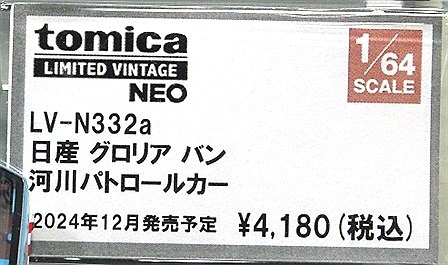 tomica
LIMITED VINTAGE
NEO
1/64
SCALE
LV-N332a
日産 グロリア バン
河川パトロールカー
2024年12月発売予定 ¥4,180(税込)